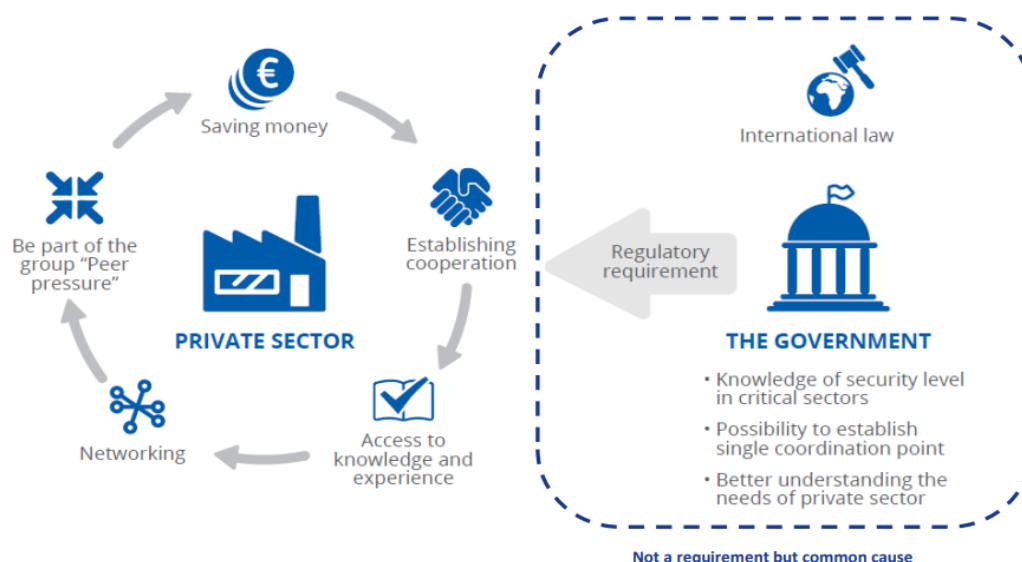 Saving money
Establishing
cooperation
Access to
knowledge and
experience
Networking
Be part of the
group “Peer
pressure”
PRIVATE SECTOR
International law
Regulatory
requirement
THE GOVERNMENT
• Knowledge of security level
in critical sectors
• Possibility to establish
single coordination point
• Better understanding the
needs of private sector
Not a requirement but common cause